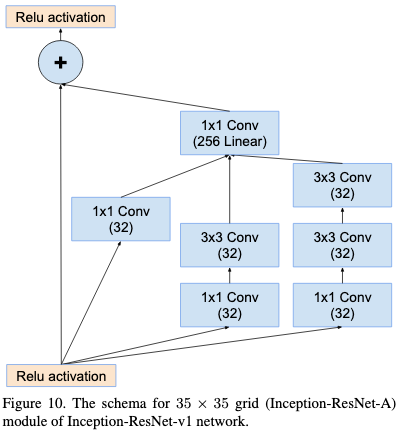 Relu activation
+
1x1 Conv
(256 Linear)
3x3 Conv
(32)
1x1 Conv
(32)
3x3 Conv
(32)
3x3 Conv
(32)
1x1 Conv
(32)
1x1 Conv
(32)
Relu activation
Figure 10. The schema for 35 × 35 grid (Inception-ResNet-A)
module of Inception-ResNet-v1 network.